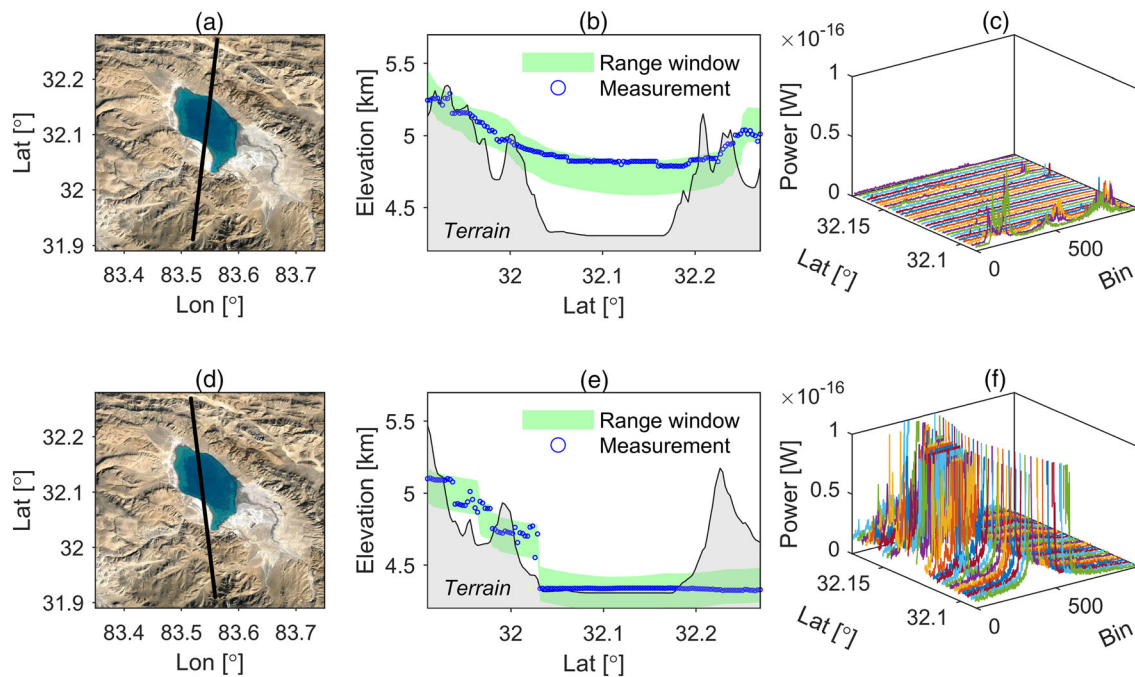 (a)
32.2
32.1
32
31.9
Lat [°]
83.4 83.5 83.6 83.7
Lon [°]
(b)
5.5
5
4.5
Elevation [km]
Range window
Measurement
Terrain
32 32.1 32.2
Lat [°]
(c)
×10⁻¹⁶
1
0.5
0
Power [W]
32.15
32.1
Lat [°]
0
500
Bin
(d)
32.2
32.1
32
31.9
Lat [°]
83.4 83.5 83.6 83.7
Lon [°]
(e)
5.5
5
4.5
Elevation [km]
Range window
Measurement
Terrain
32 32.1 32.2
Lat [°]
(f)
×10⁻¹⁶
1
0.5
0
Power [W]
32.15
32.1
Lat [°]
0
500
Bin